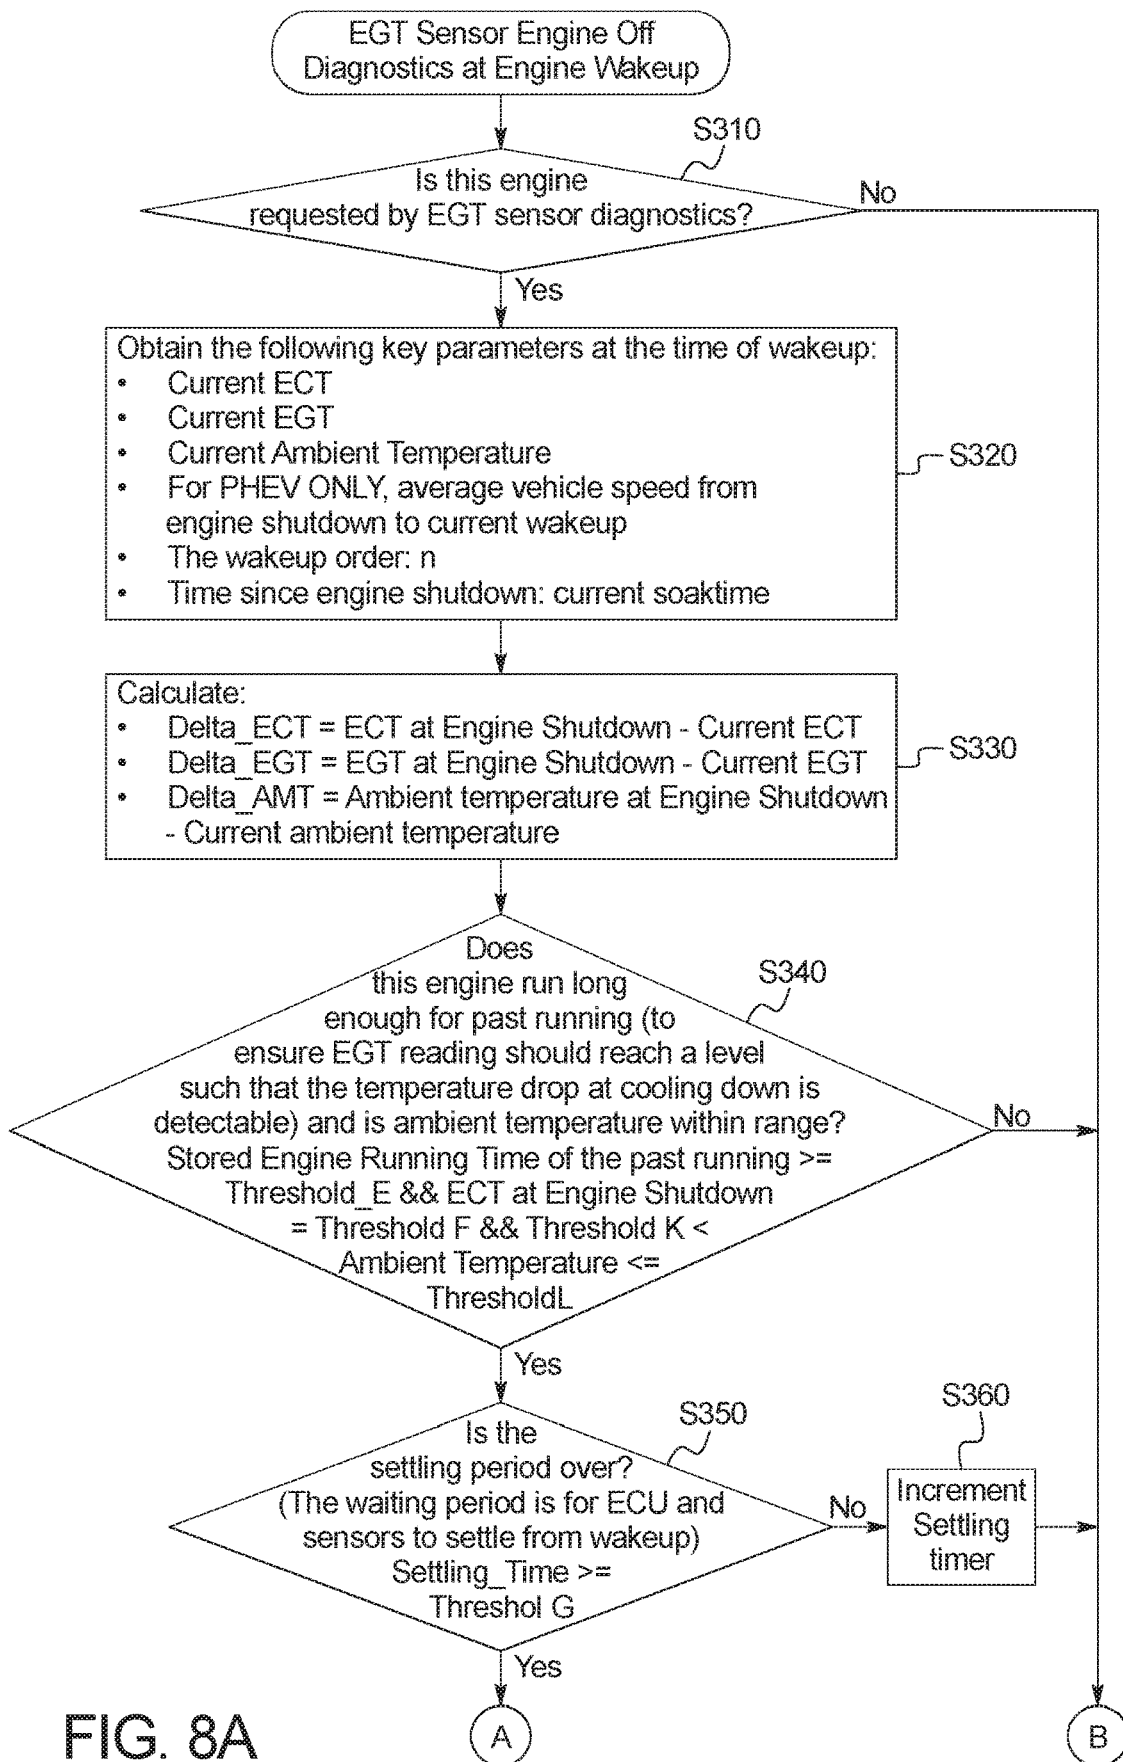 EGT Sensor Engine Off
Diagnostics at Engine Wakeup
S310
Is this engine
requested by EGT sensor diagnostics?
No
Yes
Obtain the following key parameters at the time of wakeup:
• Current ECT
• Current EGT
• Current Ambient Temperature
• For PHEV ONLY, average vehicle speed from
engine shutdown to current wakeup
• The wakeup order: n
• Time since engine shutdown: current soaktime
S320
Calculate:
• Delta_ECT = ECT at Engine Shutdown - Current ECT
• Delta_EGT = EGT at Engine Shutdown - Current EGT
• Delta_AMT = Ambient temperature at Engine Shutdown
- Current ambient temperature
S330
Does
this engine run long
enough for past running (to
ensure EGT reading should reach a level
such that the temperature drop at cooling down is
detectable) and is ambient temperature within range?
Stored Engine Running Time of the past running >=
Threshold_E && ECT at Engine Shutdown
= Threshold F && Threshold K <
Ambient Temperature <=
ThresholdL
S340
No
Yes
Is the
settling period over?
(The waiting period is for ECU and
sensors to settle from wakeup)
Settling_Time >=
Threshol G
S350
No
S360
Increment
Settling
timer
Yes
A
B
FIG. 8A